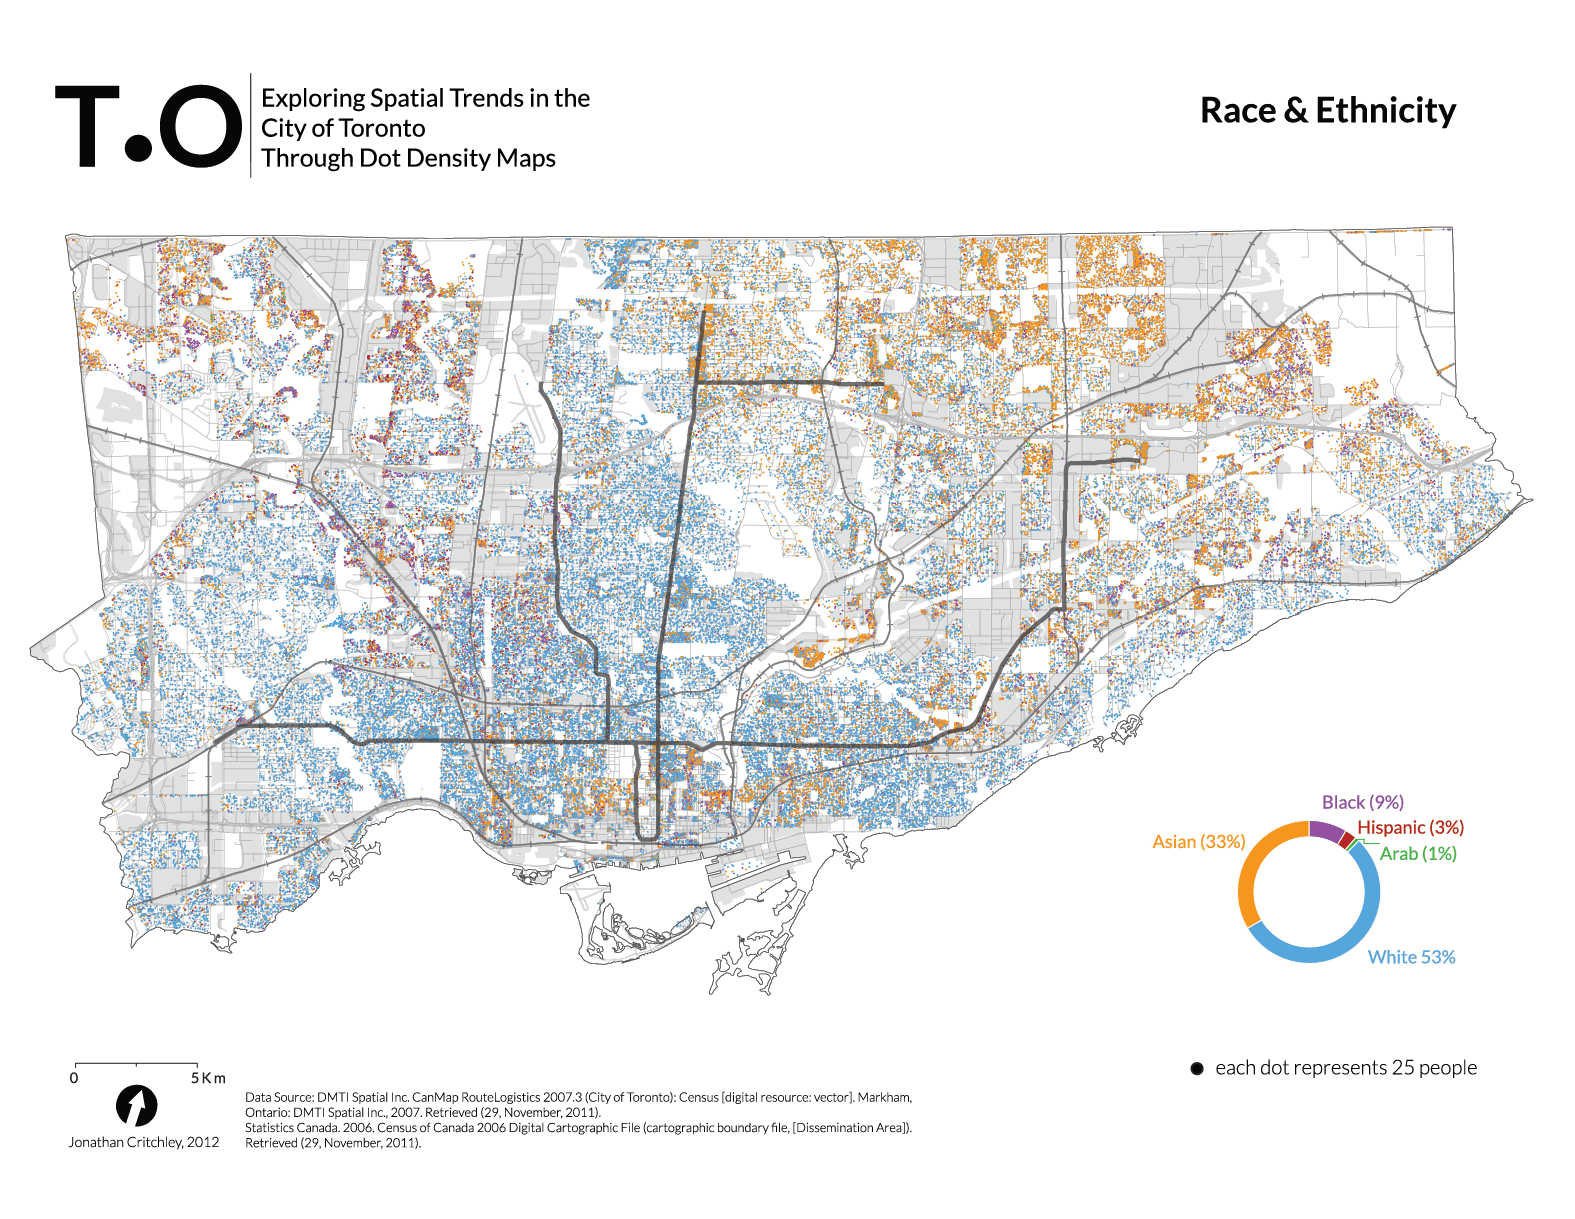 T.O
Exploring Spatial Trends in the
City of Toronto
Through Dot Density Maps
Race & Ethnicity
Black (9%)
Hispanic (3%)
Asian (33%)
Arab (1%)
White 53%
0 5 Km
each dot represents 25 people
Jonathan Critchley, 2012
Data Source: DMTI Spatial Inc. CanMap RouteLogistics 2007.3 (City of Toronto): Census [digital resource: vector]. Markham,
Ontario: DMTI Spatial Inc., 2007. Retrieved (29, November, 2011).
Statistics Canada. 2006. Census of Canada 2006 Digital Cartographic File (cartographic boundary file, [Dissemination Area]).
Retrieved (29, November, 2011).